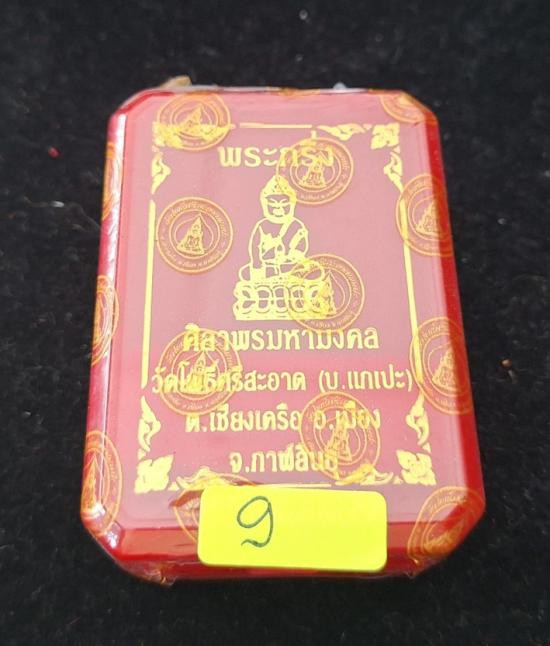 พระกริ่ง
ศิลาพรมหามงคล
วัดโพธิ์ศรีสะอาด (บ.แกเปะ)
ต.เชียงเครือ อ.เมือง
จ.กาฬสินธุ์
9